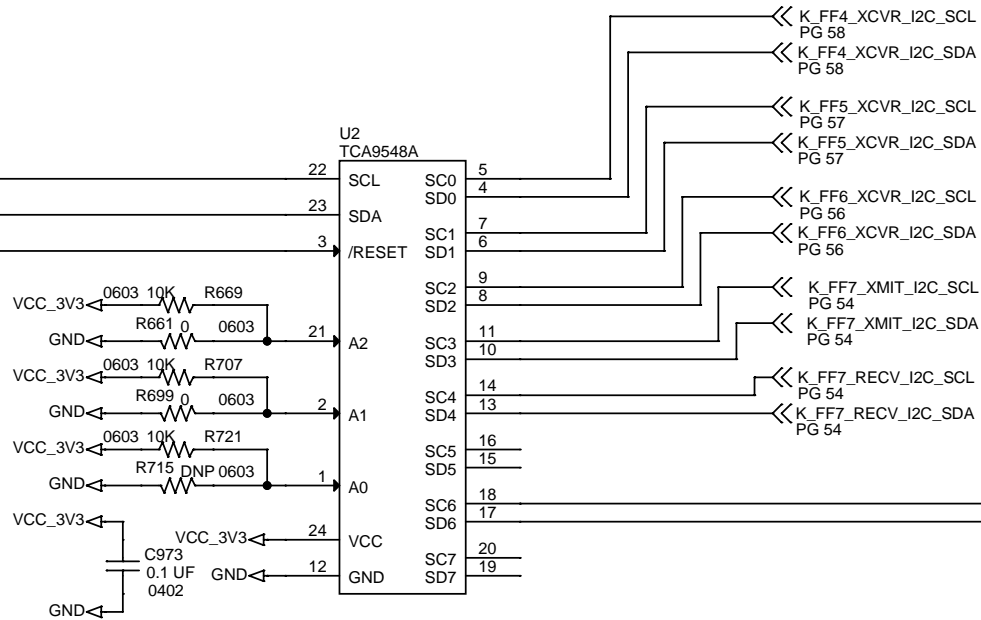 K_FF4_XCVR_I2C_SCL
PG 58
K_FF4_XCVR_I2C_SDA
PG 58
K_FF5_XCVR_I2C_SCL
PG 57
K_FF5_XCVR_I2C_SDA
PG 57
K_FF6_XCVR_I2C_SCL
PG 56
K_FF6_XCVR_I2C_SDA
PG 56
K_FF7_XMIT_I2C_SCL
PG 54
K_FF7_XMIT_I2C_SDA
PG 54
K_FF7_RECV_I2C_SCL
PG 54
K_FF7_RECV_I2C_SDA
PG 54
U2
TCA9548A
22 SCL
23 SDA
3 /RESET
21 A2
2 A1
1 A0
24 VCC
12 GND
SC0 5
SD0 4
SC1 7
SD1 6
SC2 9
SD2 8
SC3 11
SD3 10
SC4 14
SD4 13
SC5 16
SD5 15
SC6 18
SD6 17
SC7 20
SD7 19
VCC_3V3 0603 10K R669
GND R661 0 0603
VCC_3V3 0603 10K R707
GND R699 0 0603
VCC_3V3 0603 10K R721
GND R715 DNP 0603
VCC_3V3
C973
0.1 UF
0402
GND
VCC_3V3
GND